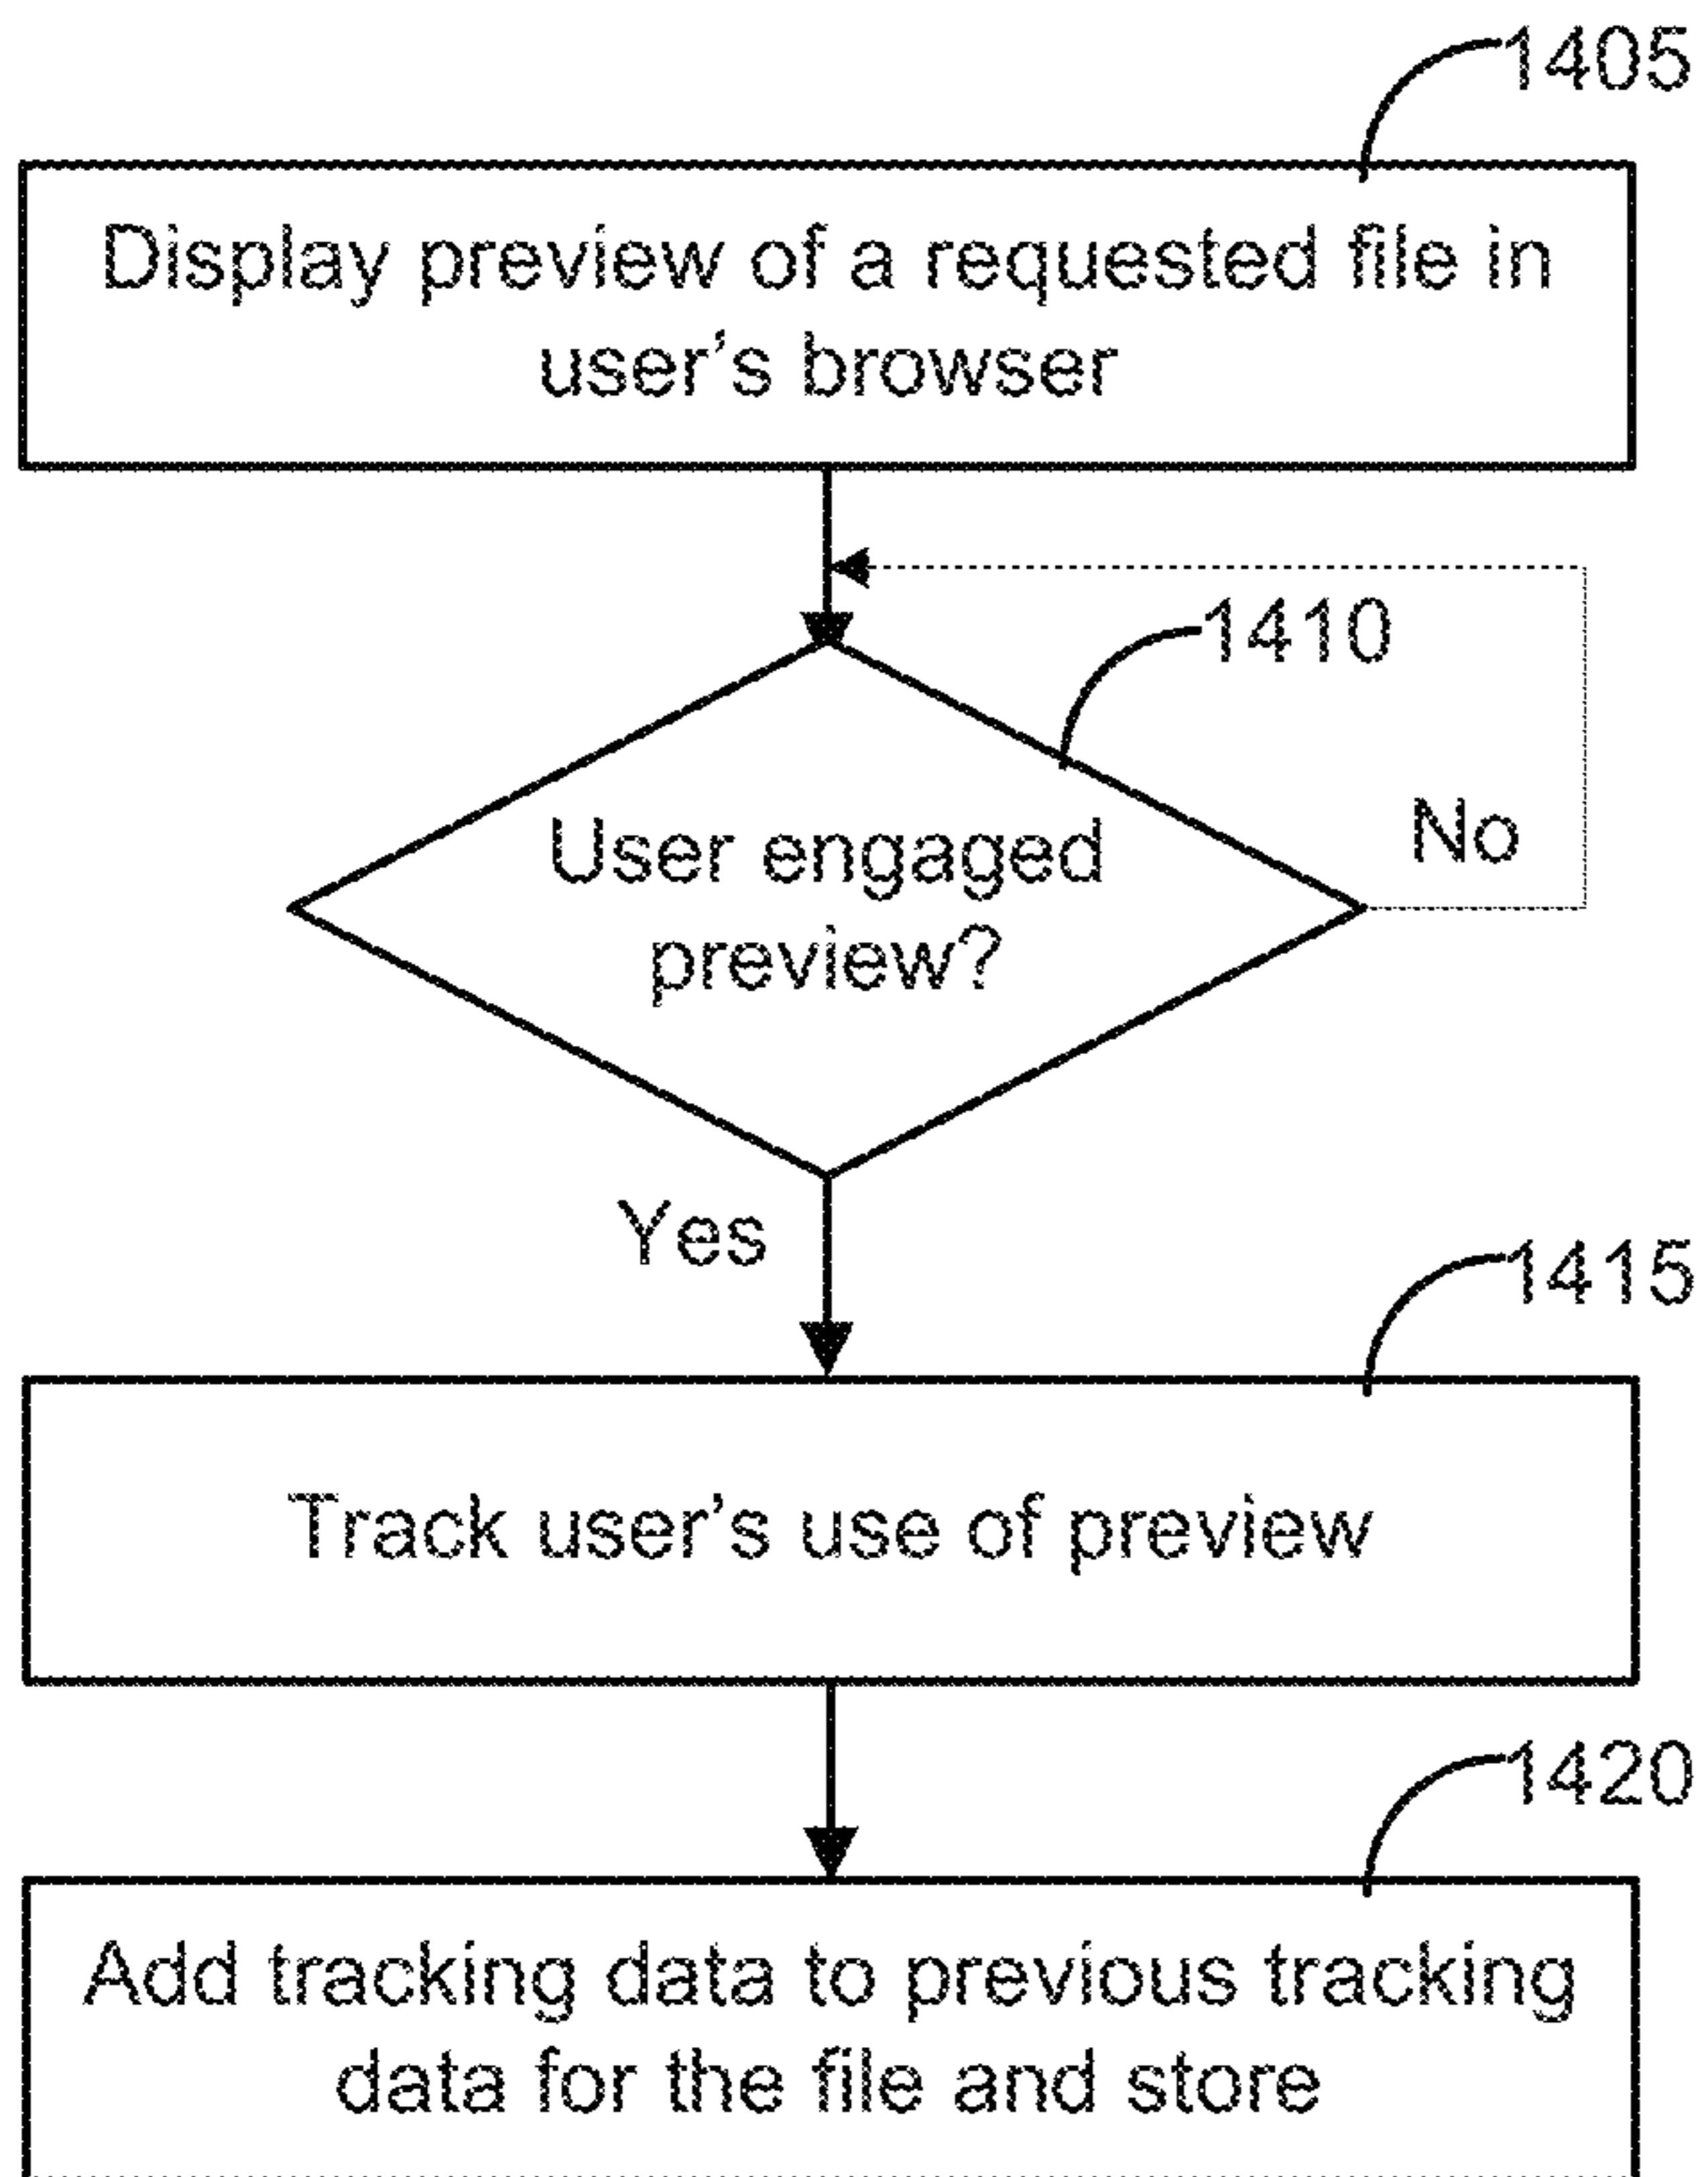 1405
Display preview of a requested file in
user's browser
1410
No
User engaged
preview?
Yes
1415
Track user's use of preview
1420
Add tracking data to previous tracking
data for the file and store